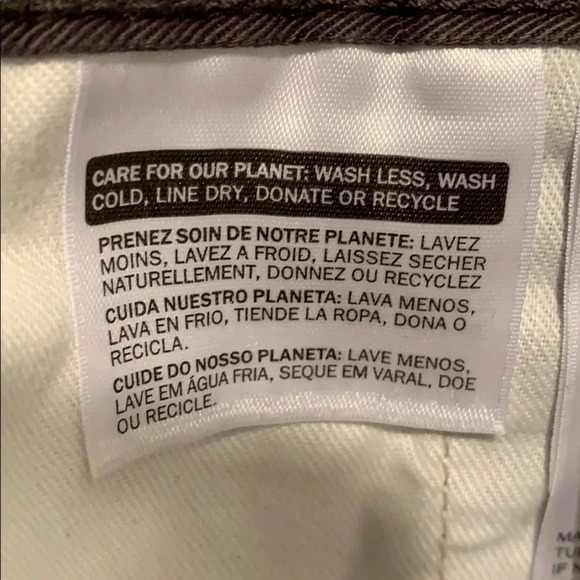 CARE FOR OUR PLANET: WASH LESS, WASH
COLD, LINE DRY, DONATE OR RECYCLE
PRENEZ SOIN DE NOTRE PLANETE: LAVEZ
MOINS, LAVEZ A FROID, LAISSEZ SECHER
NATURELLEMENT, DONNEZ OU RECYCLEZ
CUIDA NUESTRO PLANETA: LAVA MENOS,
LAVA EN FRIO, TIENDE LA ROPA, DONA O
RECICLA.
CUIDE DO NOSSO PLANETA: LAVE MENOS,
LAVE EM ÁGUA FRIA, SEQUE EM VARAL, DOE
OU RECICLE.
IF